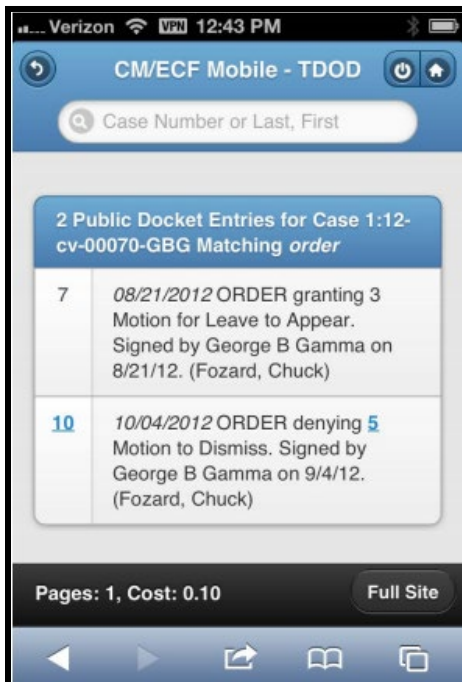 Verizon VPN 12:43 PM
CM/ECF Mobile - TDOD
Case Number or Last, First
2 Public Docket Entries for Case 1:12-
cv-00070-GBG Matching order
7 08/21/2012 ORDER granting 3
Motion for Leave to Appear.
Signed by George B Gamma on
8/21/12. (Fozard, Chuck)
10 10/04/2012 ORDER denying 5
Motion to Dismiss. Signed by
George B Gamma on 9/4/12.
(Fozard, Chuck)
Pages: 1, Cost: 0.10 Full Site